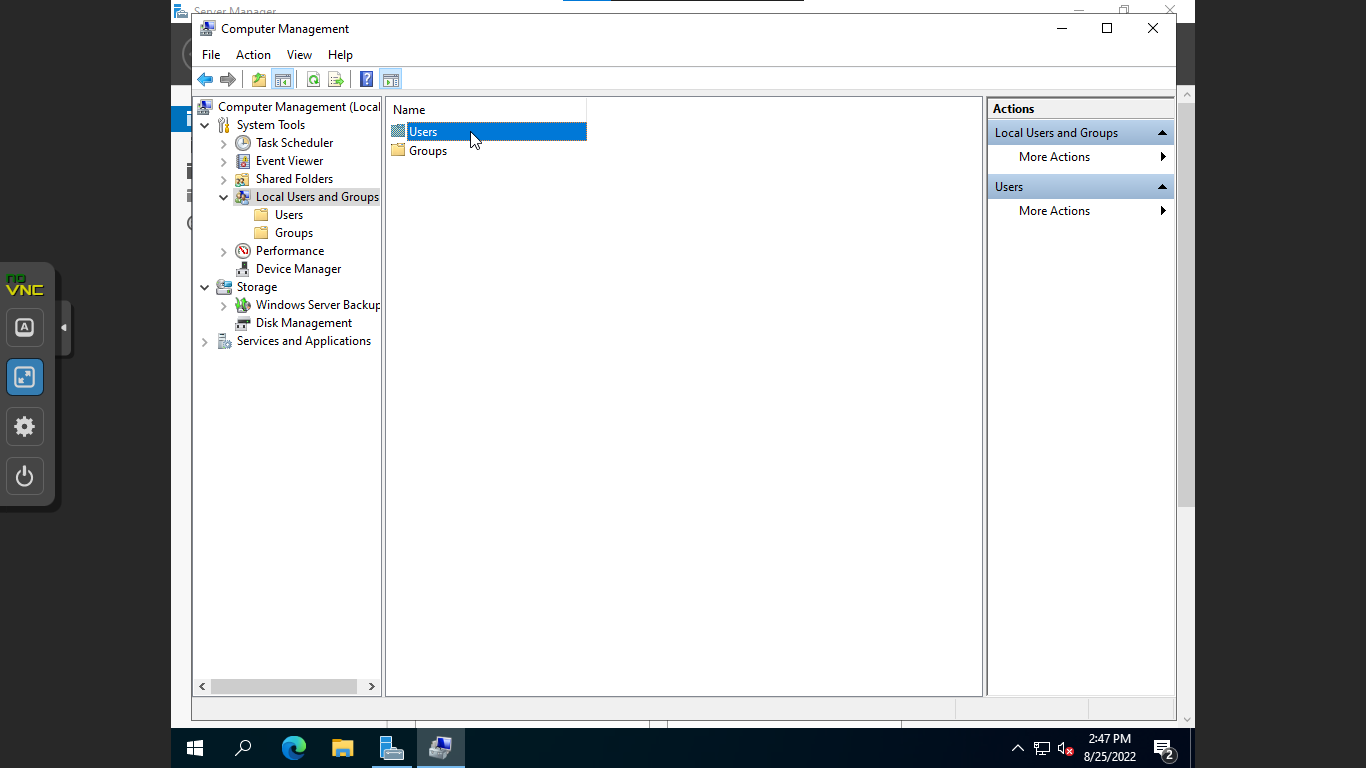 Server Manager
Computer Management
File Action View Help
Computer Management (Local
System Tools
Task Scheduler
Event Viewer
Shared Folders
Local Users and Groups
Users
Groups
Performance
Device Manager
Storage
Windows Server Backup
Disk Management
Services and Applications
Name
Users
Groups
Actions
Local Users and Groups
More Actions
Users
More Actions
no
VNC
A
2:47 PM
8/25/2022
2